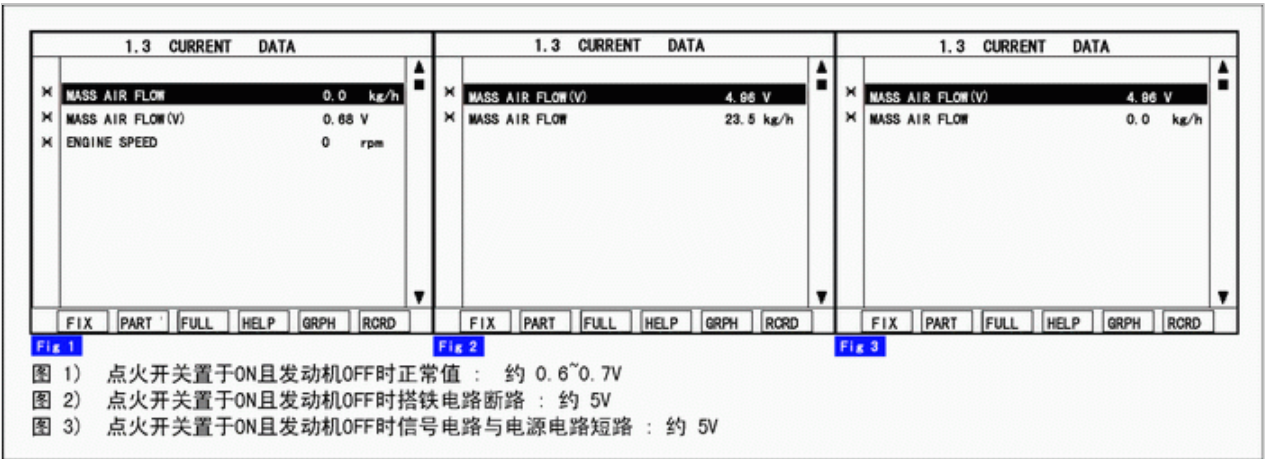 1.3 CURRENT DATA
MASS AIR FLOW 0.0 kg/h
MASS AIR FLOW(V) 0.68 V
ENGINE SPEED 0 rpm
FIX PART FULL HELP GRPH RCRD
Fig 1
1.3 CURRENT DATA
MASS AIR FLOW(V) 4.96 V
MASS AIR FLOW 23.5 kg/h
FIX PART FULL HELP GRPH RCRD
Fig 2
1.3 CURRENT DATA
MASS AIR FLOW(V) 4.96 V
MASS AIR FLOW 0.0 kg/h
FIX PART FULL HELP GRPH RCRD
Fig 3
图 1) 点火开关置于ON且发动机OFF时正常值 : 约 0.6~0.7V
图 2) 点火开关置于ON且发动机OFF时搭铁电路断路 : 约 5V
图 3) 点火开关置于ON且发动机OFF时信号电路与电源电路短路 : 约 5V